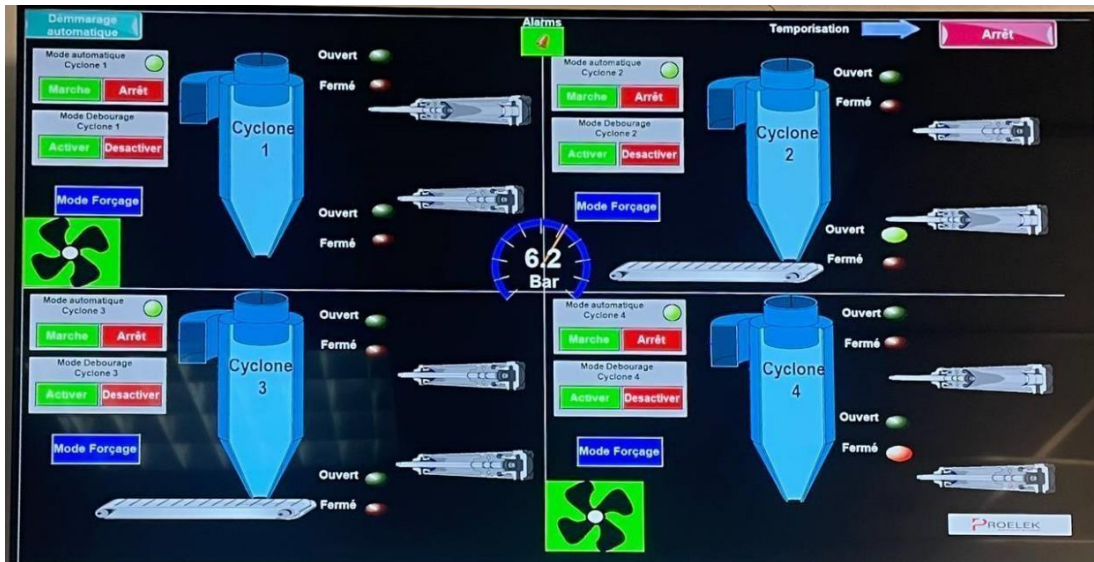 Démmarage
automatique
Alarms
Temporisation
Arrêt
Mode automatique
Cyclone 1
Marche Arrêt
Mode Debourage
Cyclone 1
Activer Desactiver
Mode Forçage
Cyclone
1
Ouvert
Fermé
Ouvert
Fermé
Mode automatique
Cyclone 2
Marche Arrêt
Mode Debourage
Cyclone 2
Activer Desactiver
Mode Forçage
Cyclone
2
Ouvert
Fermé
Ouvert
Fermé
6.2
Bar
Mode automatique
Cyclone 3
Marche Arrêt
Mode Debourage
Cyclone 3
Activer Desactiver
Mode Forçage
Cyclone
3
Ouvert
Fermé
Ouvert
Fermé
Mode automatique
Cyclone 4
Marche Arrêt
Mode Debourage
Cyclone 4
Activer Desactiver
Mode Forçage
Cyclone
4
Ouvert
Fermé
Ouvert
Fermé
PROELEK